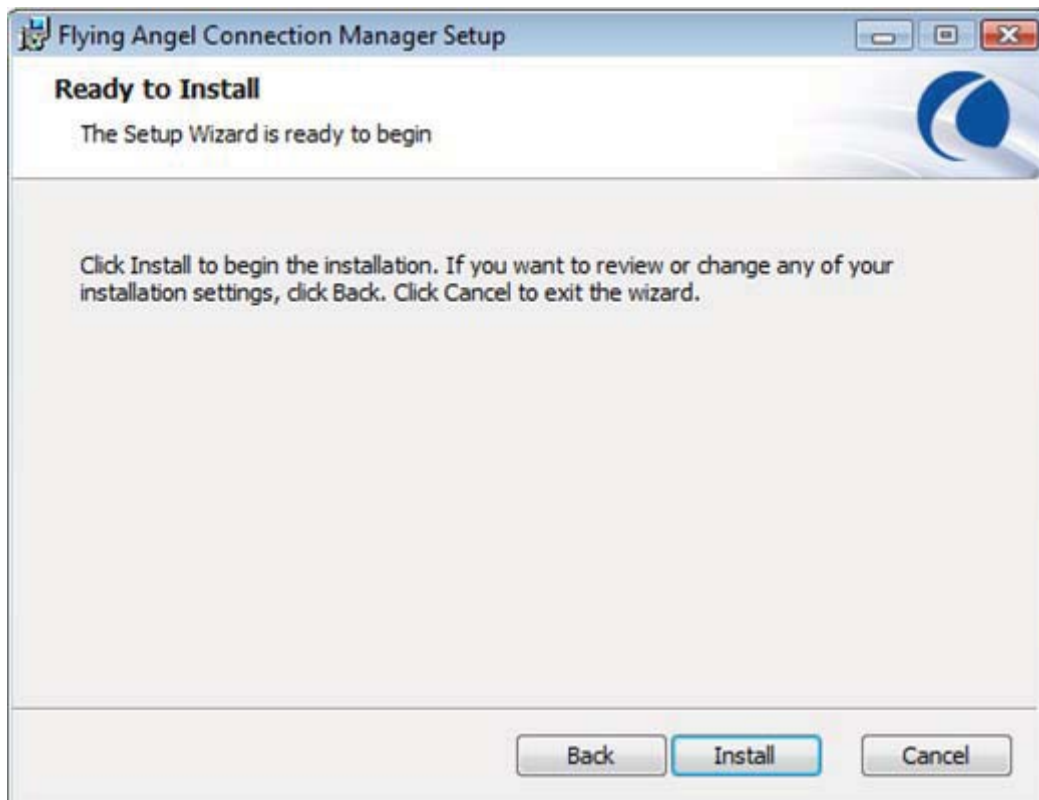 Flying Angel Connection Manager Setup
Ready to Install
The Setup Wizard is ready to begin
Click Install to begin the installation. If you want to review or change any of your
installation settings, click Back. Click Cancel to exit the wizard.
Back Install Cancel